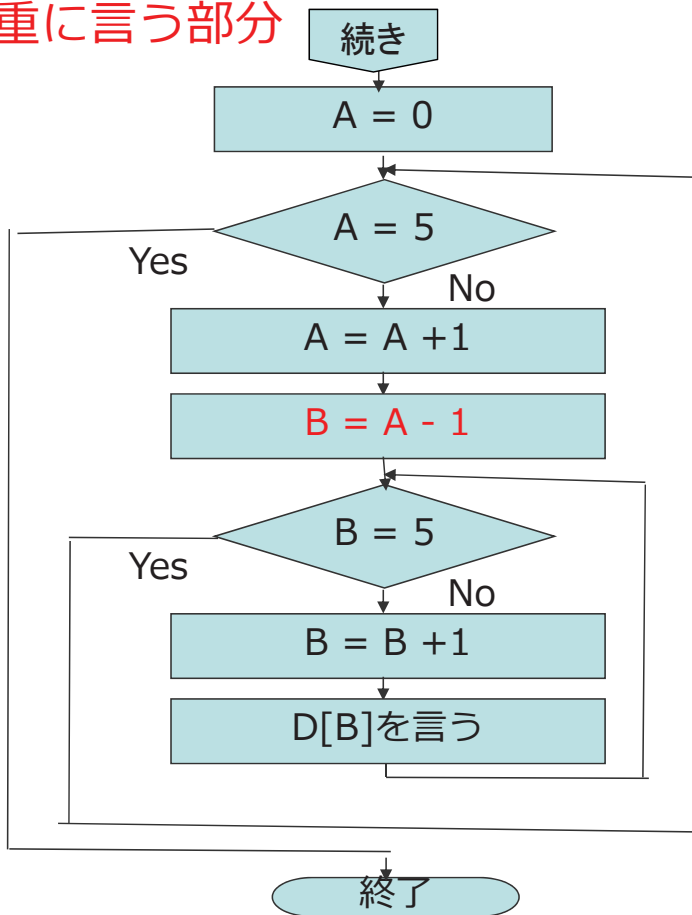 重に言う部分
続き
A = 0
A = 5
Yes
No
A = A +1
B = A - 1
B = 5
Yes
No
B = B +1
D[B]を言う
終了